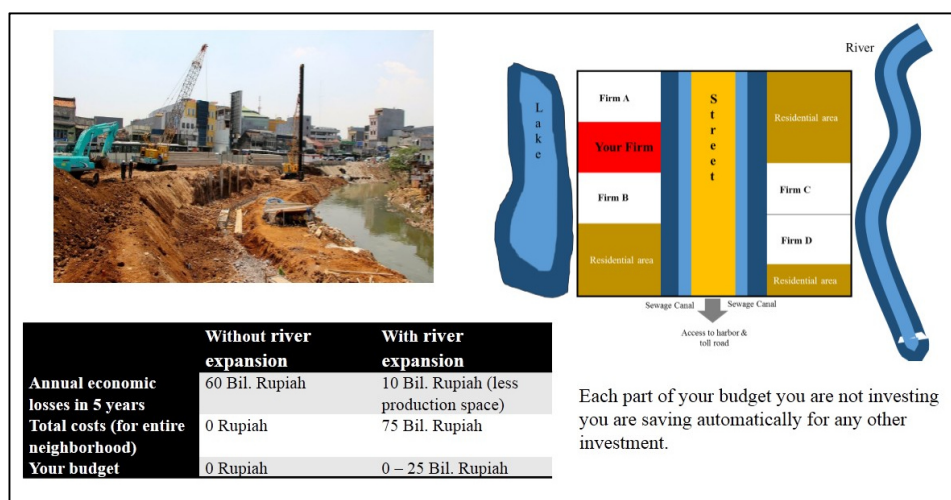 River
Lake
Firm A
Your Firm
Firm B
Residential area
Street
Residential area
Firm C
Firm D
Residential area
Sewage Canal
Sewage Canal
Access to harbor &
toll road
Without river
expansion
With river
expansion
Annual economic
losses in 5 years
60 Bil. Rupiah
10 Bil. Rupiah (less
production space)
Total costs (for entire
neighborhood)
0 Rupiah
75 Bil. Rupiah
Your budget
0 Rupiah
0 – 25 Bil. Rupiah
Each part of your budget you are not investing
you are saving automatically for any other
investment.